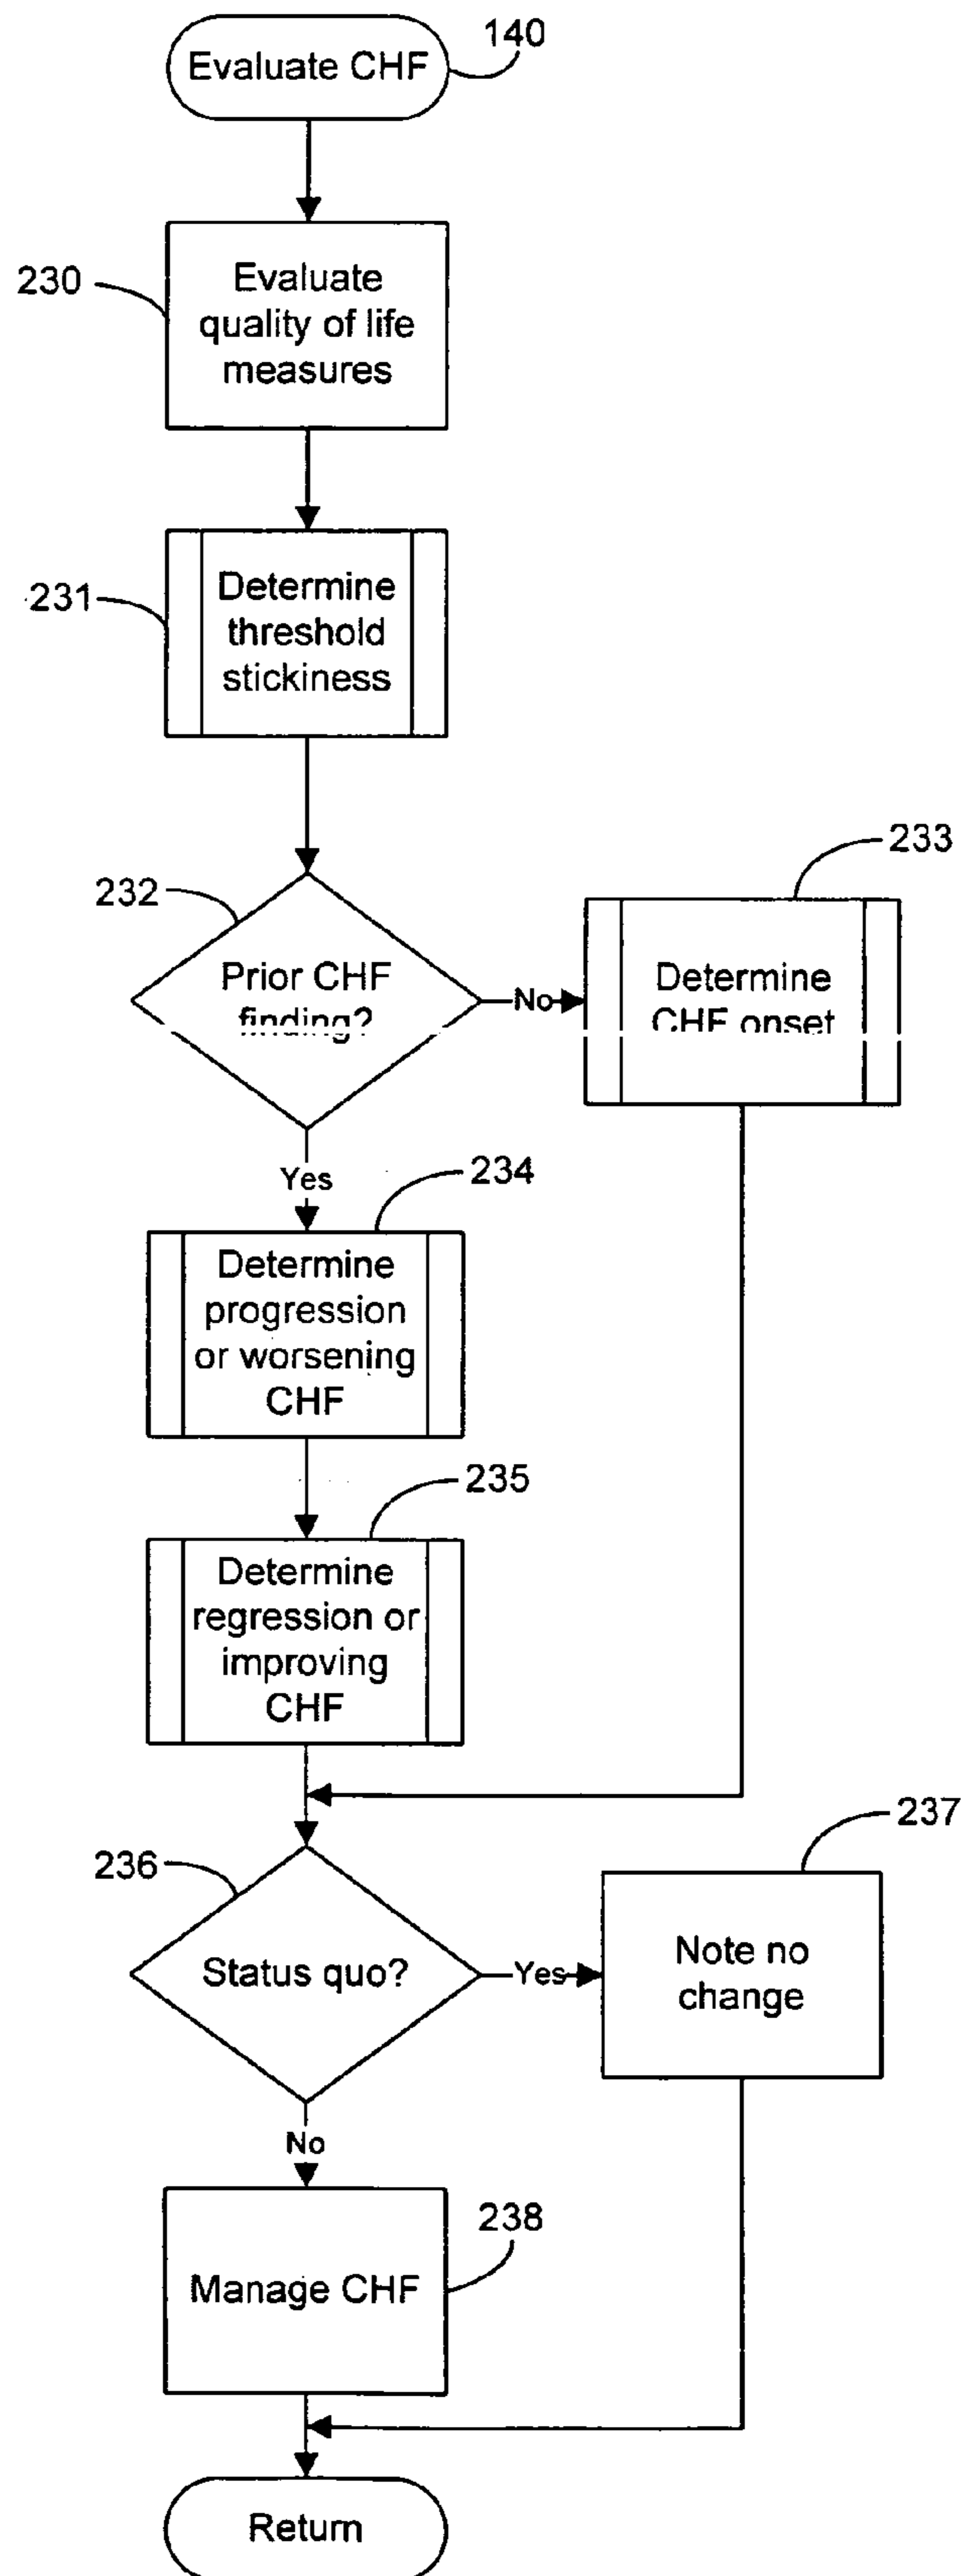 Evaluate CHF
140
230
Evaluate
quality of life
measures
231
Determine
threshold
stickiness
232
Prior CHF
finding?
No
233
Determine
CHF onset
Yes
234
Determine
progression
or worsening
CHF
235
Determine
regression or
improving
CHF
236
Status quo?
Yes
237
Note no
change
No
238
Manage CHF
Return